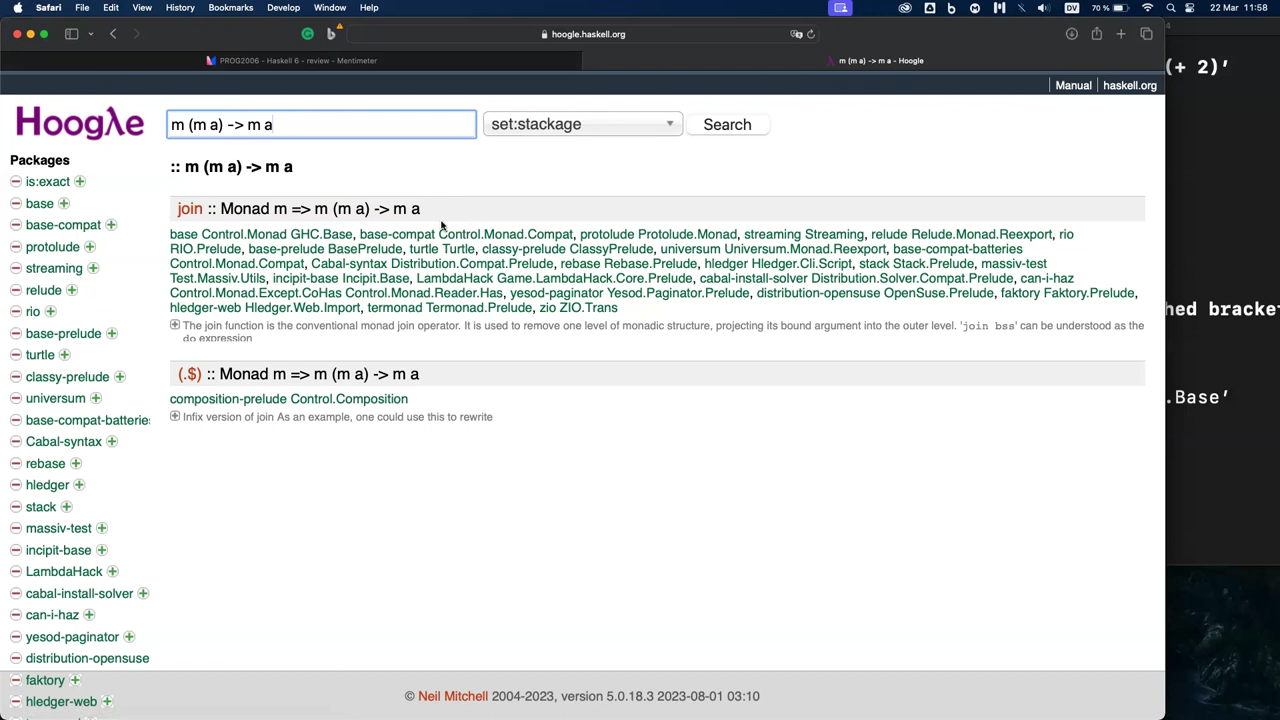 Safari File Edit View History Bookmarks Develop Window Help
DV 70 % 22 Mar 11:58
hoogle.haskell.org
PROG2006 - Haskell 6 - review - Mentimeter
m (m a) -> m a - Hoogle
Manual haskell.org
(+ 2)’
Hoogλe
m (m a) -> m a
set:stackage
Search
Packages
is:exact
base
base-compat
protolude
streaming
relude
rio
base-prelude
turtle
classy-prelude
universum
base-compat-batteries
Cabal-syntax
rebase
hledger
stack
massiv-test
incipit-base
LambdaHack
cabal-install-solver
can-i-haz
yesod-paginator
distribution-opensuse
faktory
hledger-web
:: m (m a) -> m a
join :: Monad m => m (m a) -> m a
base Control.Monad GHC.Base, base-compat Control.Monad.Compat, protolude Protolude.Monad, streaming Streaming, relude Relude.Monad.Reexport, rio
RIO.Prelude, base-prelude BasePrelude, turtle Turtle, classy-prelude ClassyPrelude, universum Universum.Monad.Reexport, base-compat-batteries
Control.Monad.Compat, Cabal-syntax Distribution.Compat.Prelude, rebase Rebase.Prelude, hledger Hledger.Cli.Script, stack Stack.Prelude, massiv-test
Test.Massiv.Utils, incipit-base Incipit.Base, LambdaHack Game.LambdaHack.Core.Prelude, cabal-install-solver Distribution.Solver.Compat.Prelude, can-i-haz
Control.Monad.Except.CoHas Control.Monad.Reader.Has, yesod-paginator Yesod.Paginator.Prelude, distribution-opensuse OpenSuse.Prelude, faktory Faktory.Prelude,
hledger-web Hledger.Web.Import, termonad Termonad.Prelude, zio ZIO.Trans
The join function is the conventional monad join operator. It is used to remove one level of monadic structure, projecting its bound argument into the outer level. 'join bss' can be understood as the
do expression
(.$) :: Monad m => m (m a) -> m a
composition-prelude Control.Composition
Infix version of join As an example, one could use this to rewrite
hed bracket
.Base’
© Neil Mitchell 2004-2023, version 5.0.18.3 2023-08-01 03:10